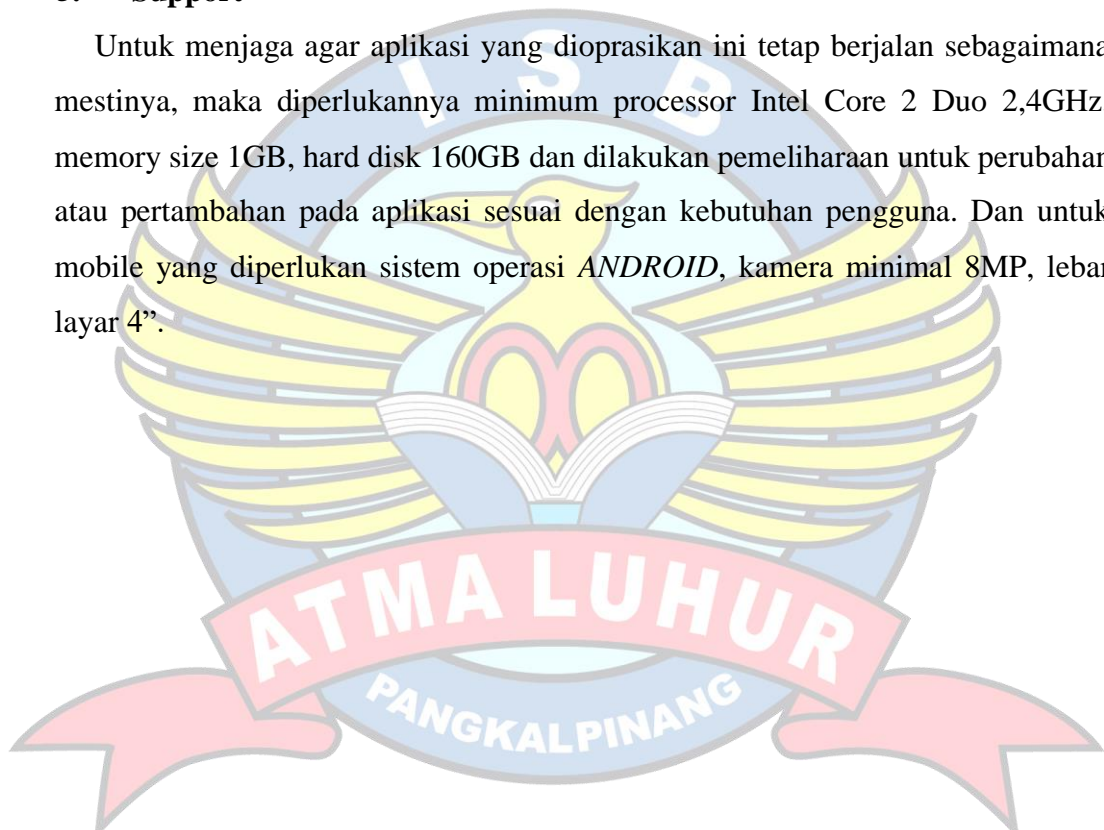 Support
Untuk menjaga agar aplikasi yang dioprasikan ini tetap berjalan sebagaimana
mestinya, maka diperlukannya minimum processor Intel Core 2 Duo 2,4GHz
memory size 1GB, hard disk 160GB dan dilakukan pemeliharaan untuk perubahan
atau pertambahan pada aplikasi sesuai dengan kebutuhan pengguna. Dan untuk
mobile yang diperlukan sistem operasi ANDROID, kamera minimal 8MP, lebar
layar 4”.
I S B
ATMA LUHUR
PANGKALPINANG